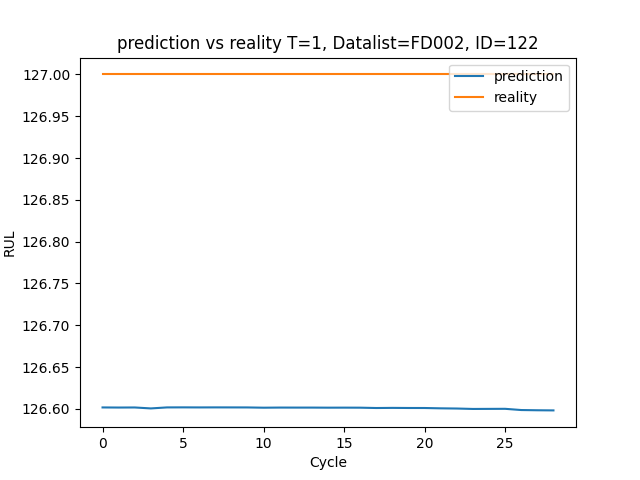 prediction vs reality T=1, Datalist=FD002, ID=122
prediction
reality
127.00
126.95
126.90
126.85
126.80
126.75
126.70
126.65
126.60
RUL
0 5 10 15 20 25
Cycle